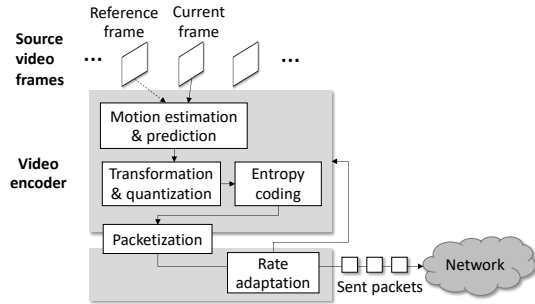 Reference
frame
Current
frame
Source
video
frames
...
...
Motion estimation
& prediction
Video
encoder
Transformation
& quantization
Entropy
coding
Packetization
Rate
adaptation
Sent packets
Network